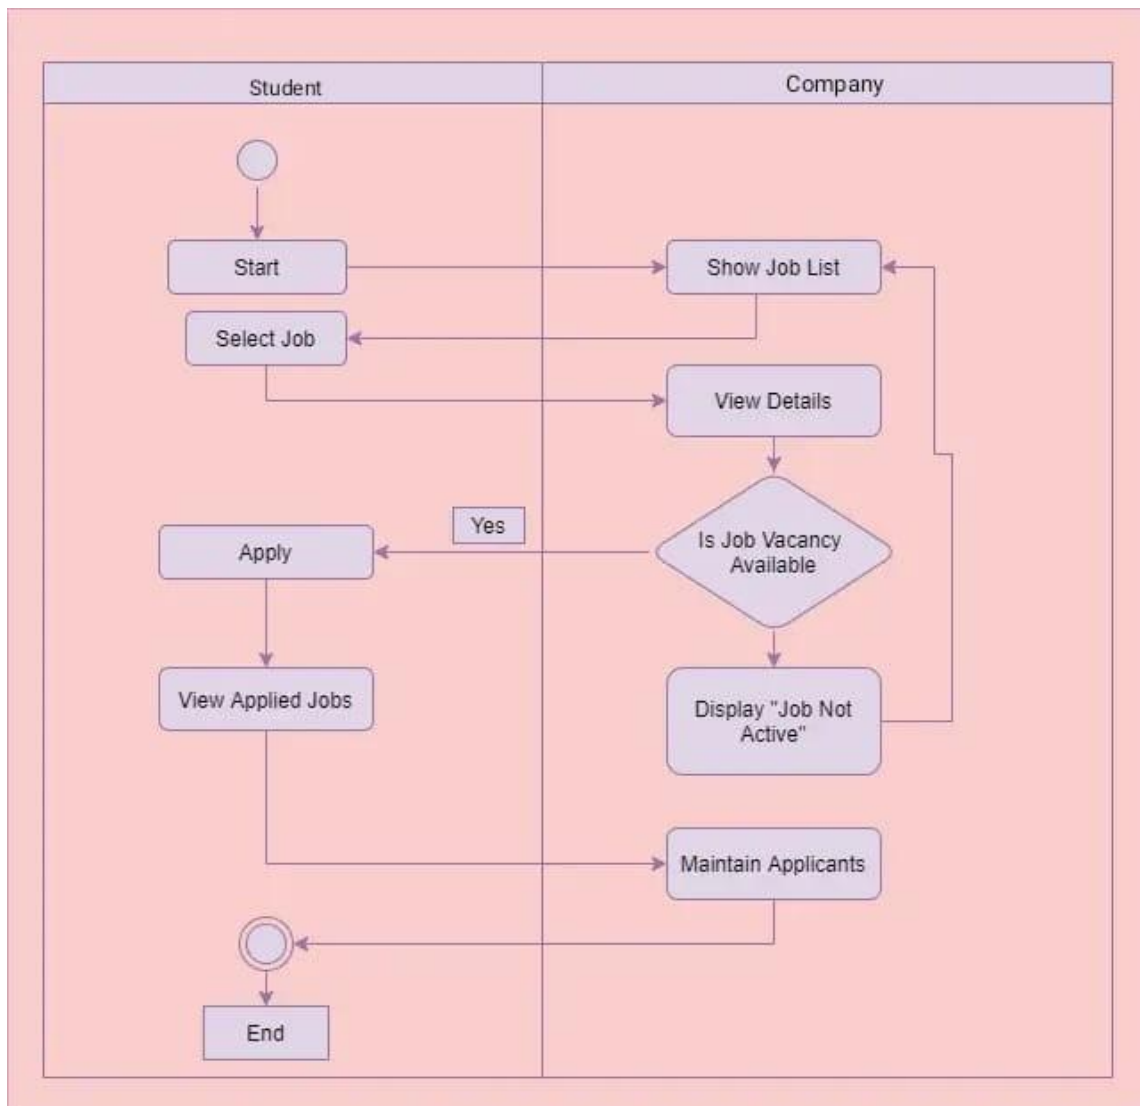 Student
Company
Start
Show Job List
Select Job
View Details
Yes
Is Job Vacancy
Available
Apply
View Applied Jobs
Display "Job Not
Active"
Maintain Applicants
End